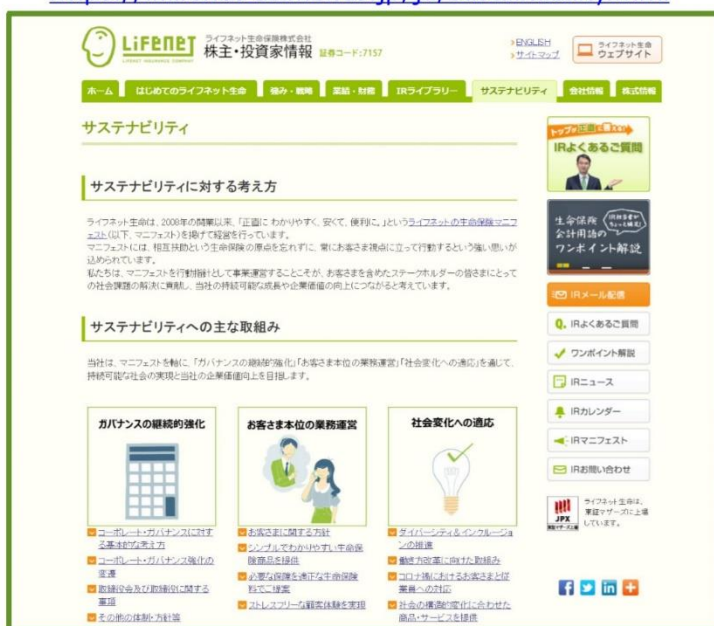 LIFENET
LIFENET INSURANCE COMPANY
ライフネット生命保険株式会社
株主・投資家情報 証券コード:7157
ENGLISH
サイトマップ
ライフネット生命
ウェブサイト
ホーム はじめてのライフネット生命 強み・戦略 業績・財務 IRライブラリー サステナビリティ 会社情報 株式情報
サステナビリティ
サステナビリティに対する考え方
ライフネット生命は、2008年の開業以来、「正直に わかりやすく、安くて、便利に。」というライフネットの生命保険マニフ
ェスト(以下、マニフェスト)を掲げて経営を行っています。
マニフェストには、相互扶助という生命保険の原点を忘れずに、常にお客さま視点に立って行動するという強い思いが
込められています。
私たちは、マニフェストを行動指針として事業運営することこそが、お客さまを含めたステークホルダーの皆さまにとって
の社会課題の解決に貢献し、当社の持続可能な成長や企業価値の向上につながると考えています。
サステナビリティへの主な取組み
当社は、マニフェストを軸に、「ガバナンスの継続的強化」「お客さま本位の業務運営」「社会変化への適応」を通じて、
持続可能な社会の実現と当社の企業価値向上を目指します。
ガバナンスの継続的強化
コーポレート・ガバナンスに対す
る基本的な考え方
コーポレート・ガバナンス強化の
変遷
取締役会及び取締役に関する
事項
その他の体制・方針等
お客さま本位の業務運営
お客さまに関する方針
シンプルでわかりやすい生命保
険商品を提供
必要な保障を適正な生命保険
料でご提案
ストレスフリーな顧客体験を実現
社会変化への適応
ダイバーシティ&インクルージョ
ンの推進
働き方改革に向けた取組み
コロナ禍におけるお客さまと従
業員への対応
社会の構造的変化に合わせた
商品・サービスを提供
トップが正直に答える
IRよくあるご質問
生命保険
会計用語の
ワンポイント解説
IRメール配信
Q. IRよくあるご質問
ワンポイント解説
IRニュース
IRカレンダー
IRマニフェスト
IRお問い合わせ
JPX
東証マザーズ上場
ライフネット生命は、
東証マザーズに上場
しています。